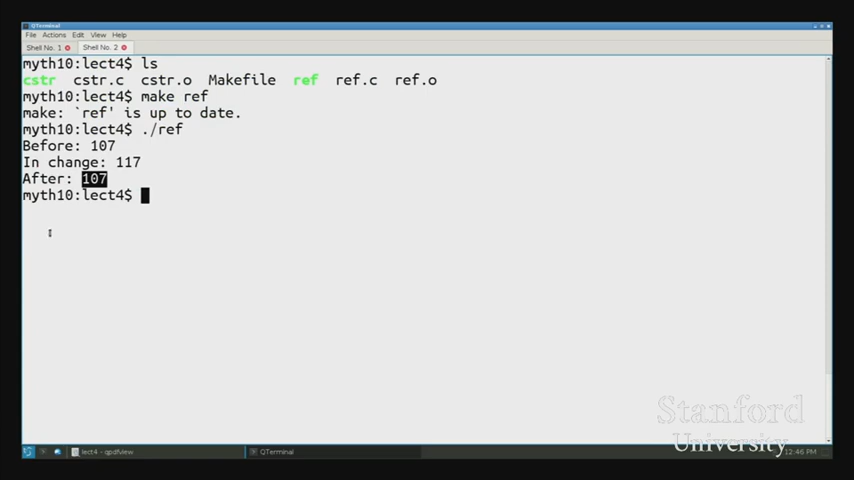 QTerminal
File Actions Edit View Help
Shell No. 1 Shell No. 2
myth10:lect4$ ls
cstr cstr.c cstr.o Makefile ref ref.c ref.o
myth10:lect4$ make ref
make: `ref' is up to date.
myth10:lect4$ ./ref
Before: 107
In change: 117
After: 107
myth10:lect4$
Stanford
University
lect4 - qpdfview QTerminal 12:46 PM